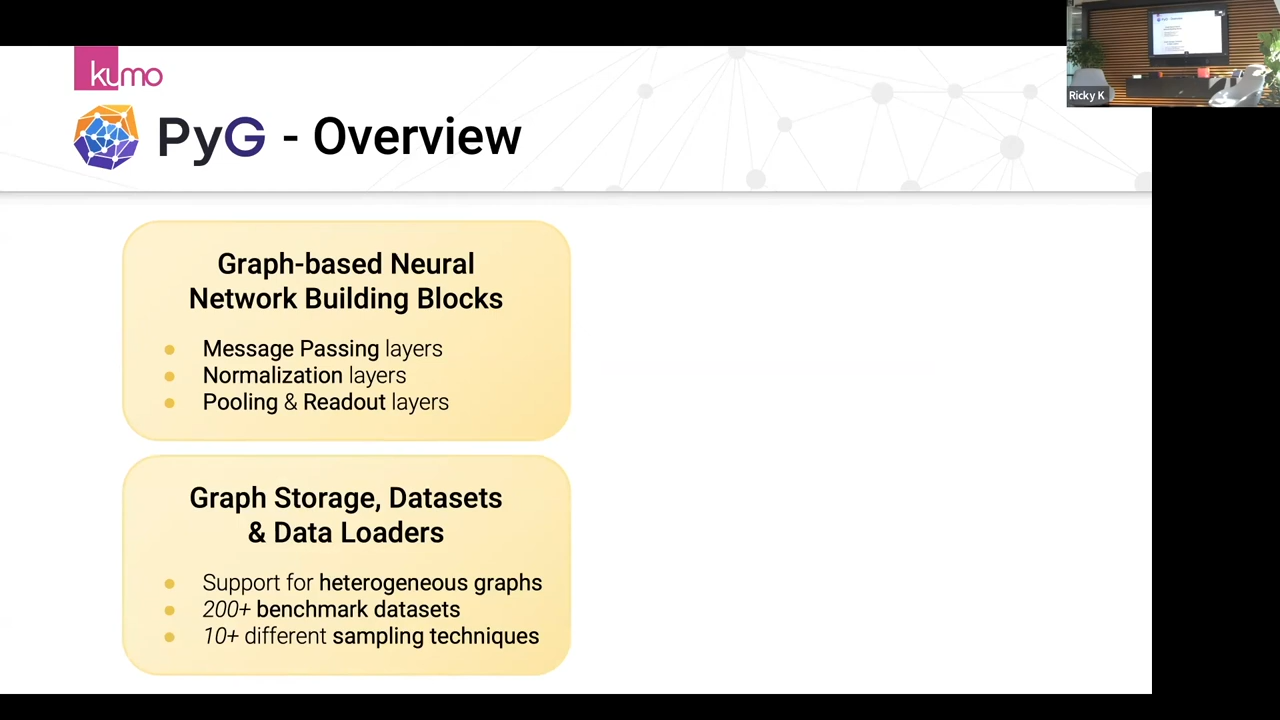 kumo
PyG - Overview
Ricky K
Graph-based Neural
Network Building Blocks
Message Passing layers
Normalization layers
Pooling & Readout layers
Graph Storage, Datasets
& Data Loaders
Support for heterogeneous graphs
200+ benchmark datasets
10+ different sampling techniques